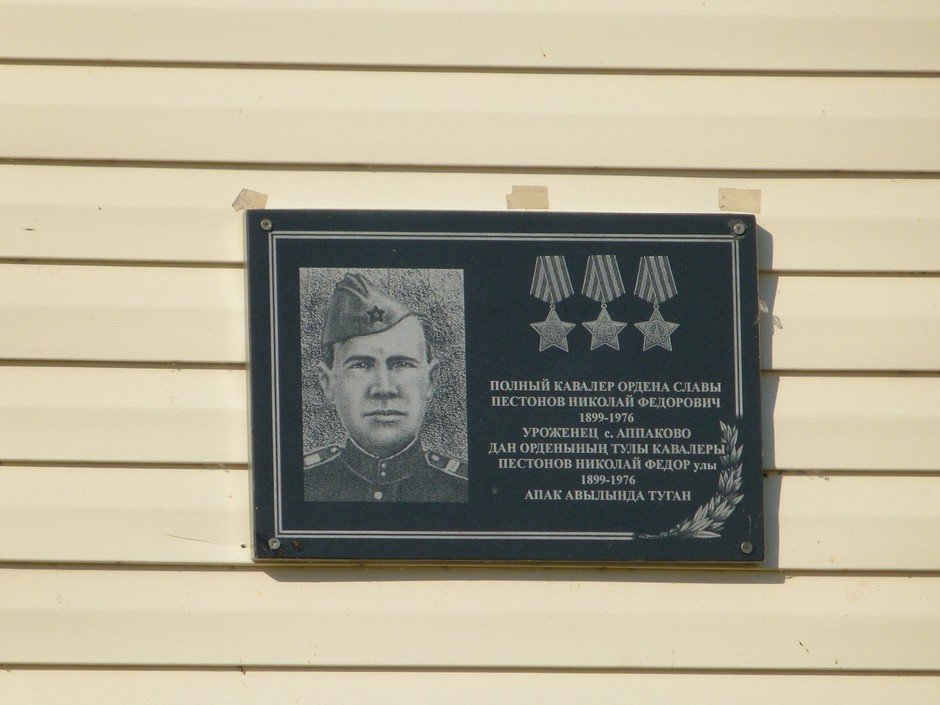 ПОЛНЫЙ КАВАЛЕР ОРДЕНА СЛАВЫ
ПЕСТОНОВ НИКОЛАЙ ФЕДОРОВИЧ
1899-1976
УРОЖЕНЕЦ с. АППАКОВО
ДАН ОРДЕНЫНЫҢ ТУЛЫ КАВАЛЕРЫ
ПЕСТОНОВ НИКОЛАЙ ФЕДОР улы
1899-1976
АПАК АВЫЛЫНДА ТУГАН